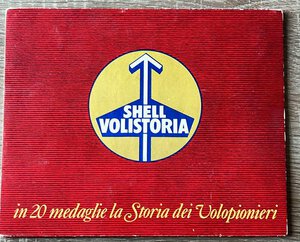 SHELL
VOLISTORIA
in 20 medaglie la Storia dei Volopionieri